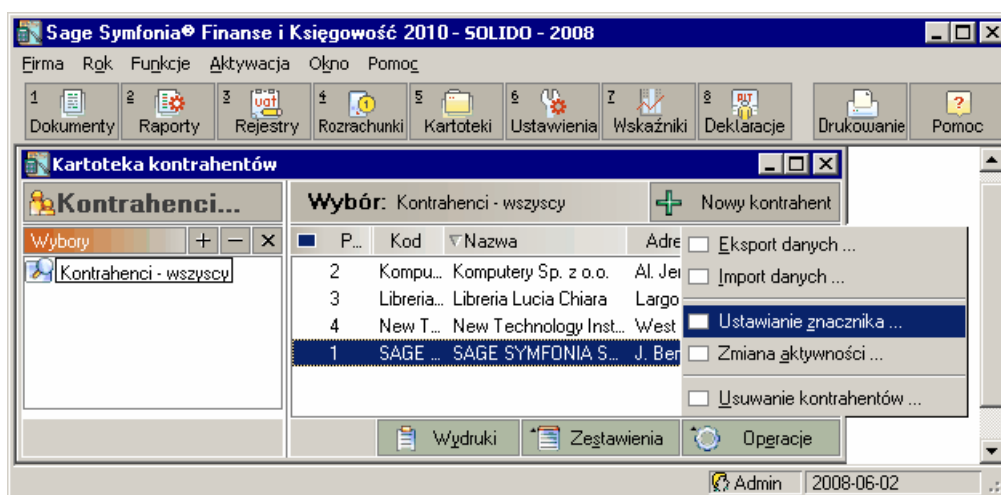 Sage Symfonia® Finanse i Księgowość 2010 - SOLIDO - 2008
Firma Rok Funkcje Aktywacja Okno Pomoc
1 2 3 vat 4 5 6 7 8 PIT ?
Dokumenty Raporty Rejestry Rozrachunki Kartoteki Ustawienia Wskaźniki Deklaracje Drukowanie Pomoc
Kartoteka kontrahentów
Kontrahenci... Wybór: Kontrahenci - wszyscy Nowy kontrahent
Wybory P... Kod Nazwa Adre
Kontrahenci - wszyscy
2 Kompu... Komputery Sp. z o.o. Al. Jer
3 Libreria... Libreria Lucia Chiara Largo
4 New T... New Technology Inst... West
1 SAGE ... SAGE SYMFONIA S... J. Ber
Eksport danych ...
Import danych ...
Ustawianie znacznika ...
Zmiana aktywności ...
Usuwanie kontrahentów ...
Wydruki Zestawienia Operacje
Admin 2008-06-02